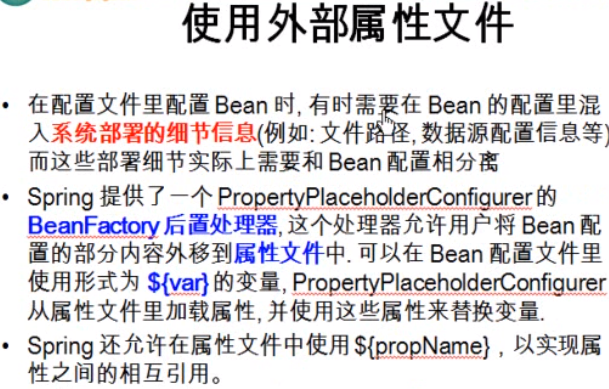 使用外部属性文件
• 在配置文件里配置 Bean 时, 有时需要在 Bean 的配置里混
入系统部署的细节信息(例如: 文件路径, 数据源配置信息等)
而这些部署细节实际上需要和 Bean 配置相分离
• Spring 提供了一个 PropertyPlaceholderConfigurer 的
BeanFactory 后置处理器, 这个处理器允许用户将 Bean 配
置的部分内容外移到属性文件中. 可以在 Bean 配置文件里
使用形式为 ${var} 的变量, PropertyPlaceholderConfigurer
从属性文件里加载属性, 并使用这些属性来替换变量.
• Spring 还允许在属性文件中使用 ${propName}，以实现属
性之间的相互引用。